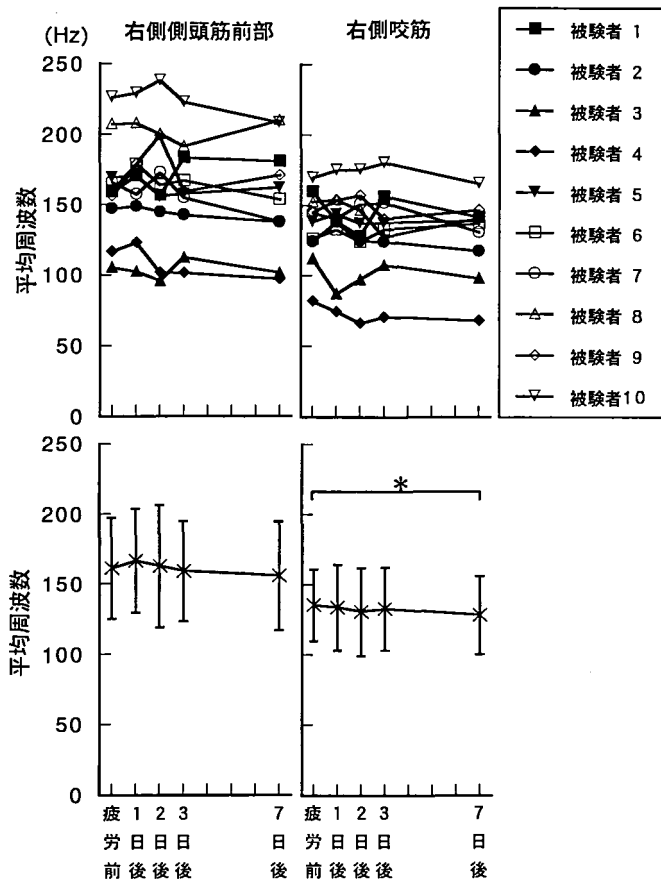 (Hz)
右側側頭筋前部
右側咬筋
250
200
150
100
50
0
平均周波数
被験者 1
被験者 2
被験者 3
被験者 4
被験者 5
被験者 6
被験者 7
被験者 8
被験者 9
被験者10
250
200
150
100
50
0
平均周波数
*
疲労前
1日後
2日後
3日後
7日後
疲労前
1日後
2日後
3日後
7日後